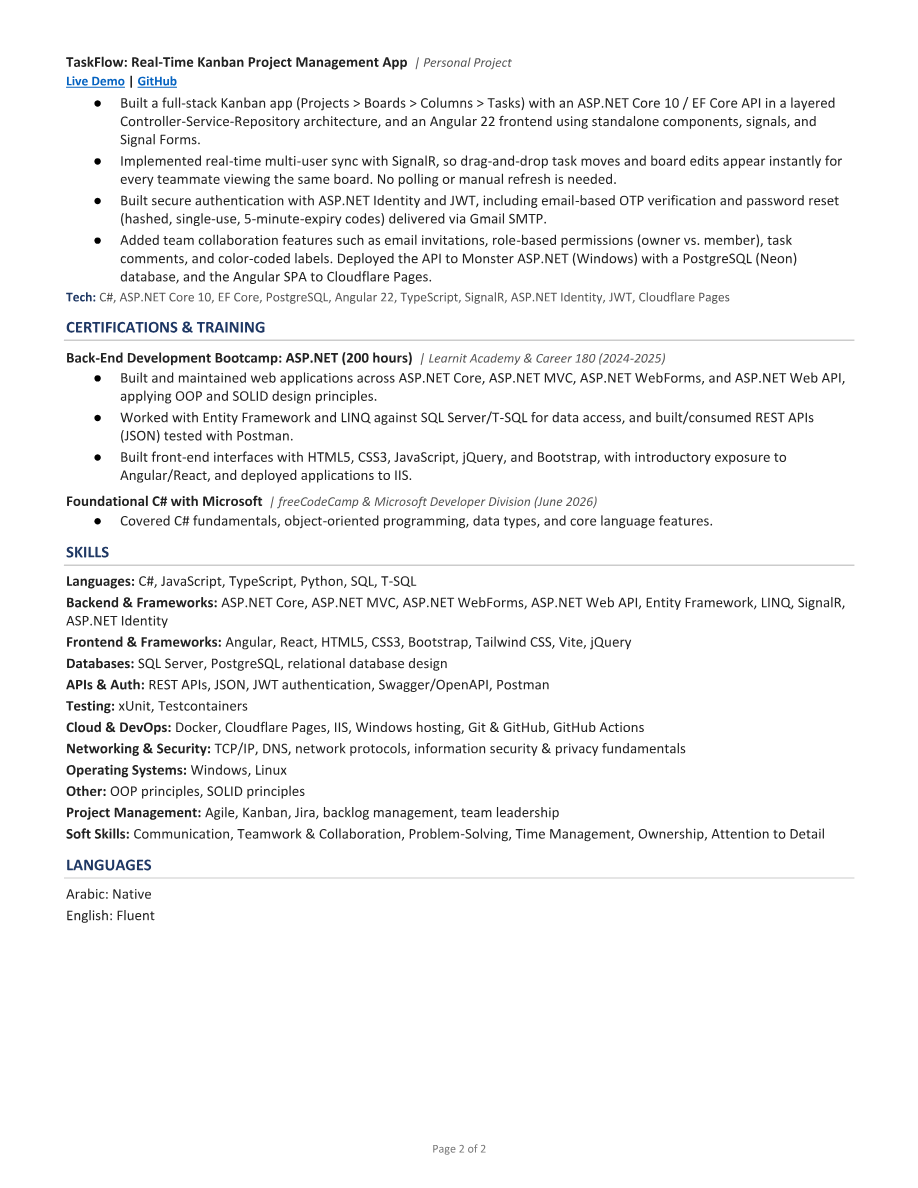 TaskFlow: Real-Time Kanban Project Management App | Personal Project
Live Demo | GitHub
● Built a full-stack Kanban app (Projects > Boards > Columns > Tasks) with an ASP.NET Core 10 / EF Core API in a layered
Controller-Service-Repository architecture, and an Angular 22 frontend using standalone components, signals, and
Signal Forms.
● Implemented real-time multi-user sync with SignalR, so drag-and-drop task moves and board edits appear instantly for
every teammate viewing the same board. No polling or manual refresh is needed.
● Built secure authentication with ASP.NET Identity and JWT, including email-based OTP verification and password reset
(hashed, single-use, 5-minute-expiry codes) delivered via Gmail SMTP.
● Added team collaboration features such as email invitations, role-based permissions (owner vs. member), task
comments, and color-coded labels. Deployed the API to Monster ASP.NET (Windows) with a PostgreSQL (Neon)
database, and the Angular SPA to Cloudflare Pages.
Tech: C#, ASP.NET Core 10, EF Core, PostgreSQL, Angular 22, TypeScript, SignalR, ASP.NET Identity, JWT, Cloudflare Pages
CERTIFICATIONS & TRAINING
Back-End Development Bootcamp: ASP.NET (200 hours) | Learnit Academy & Career 180 (2024-2025)
● Built and maintained web applications across ASP.NET Core, ASP.NET MVC, ASP.NET WebForms, and ASP.NET Web API,
applying OOP and SOLID design principles.
● Worked with Entity Framework and LINQ against SQL Server/T-SQL for data access, and built/consumed REST APIs
(JSON) tested with Postman.
● Built front-end interfaces with HTML5, CSS3, JavaScript, jQuery, and Bootstrap, with introductory exposure to
Angular/React, and deployed applications to IIS.
Foundational C# with Microsoft | freeCodeCamp & Microsoft Developer Division (June 2026)
● Covered C# fundamentals, object-oriented programming, data types, and core language features.
SKILLS
Languages: C#, JavaScript, TypeScript, Python, SQL, T-SQL
Backend & Frameworks: ASP.NET Core, ASP.NET MVC, ASP.NET WebForms, ASP.NET Web API, Entity Framework, LINQ, SignalR,
ASP.NET Identity
Frontend & Frameworks: Angular, React, HTML5, CSS3, Bootstrap, Tailwind CSS, Vite, jQuery
Databases: SQL Server, PostgreSQL, relational database design
APIs & Auth: REST APIs, JSON, JWT authentication, Swagger/OpenAPI, Postman
Testing: xUnit, Testcontainers
Cloud & DevOps: Docker, Cloudflare Pages, IIS, Windows hosting, Git & GitHub, GitHub Actions
Networking & Security: TCP/IP, DNS, network protocols, information security & privacy fundamentals
Operating Systems: Windows, Linux
Other: OOP principles, SOLID principles
Project Management: Agile, Kanban, Jira, backlog management, team leadership
Soft Skills: Communication, Teamwork & Collaboration, Problem-Solving, Time Management, Ownership, Attention to Detail
LANGUAGES
Arabic: Native
English: Fluent
Page 2 of 2